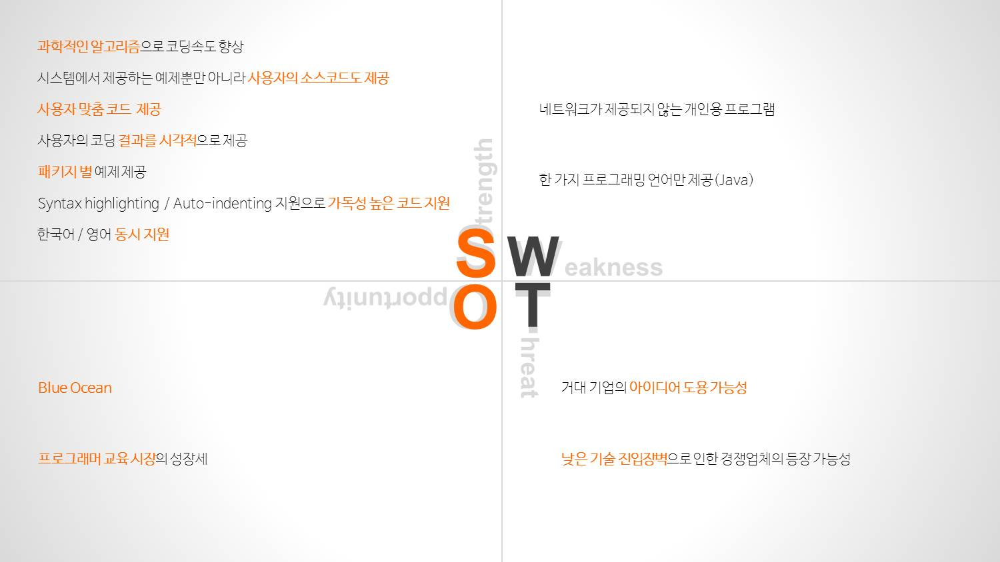 과학적인 알고리즘으로 코딩속도 향상
시스템에서 제공하는 예제뿐만 아니라 사용자의 소스코드도 제공
사용자 맞춤 코드 제공
사용자의 코딩 결과를 시각적으로 제공
패키지 별 예제 제공
Syntax highlighting / Auto-indenting 지원으로 가독성 높은 코드 지원
한국어 / 영어 동시 지원
Strength
네트워크가 제공되지 않는 개인용 프로그램
한 가지 프로그래밍 언어만 제공(Java)
Weakness
Opportunity
Blue Ocean
프로그래머 교육 시장의 성장세
Threat
거대 기업의 아이디어 도용 가능성
낮은 기술 진입장벽으로 인한 경쟁업체의 등장 가능성